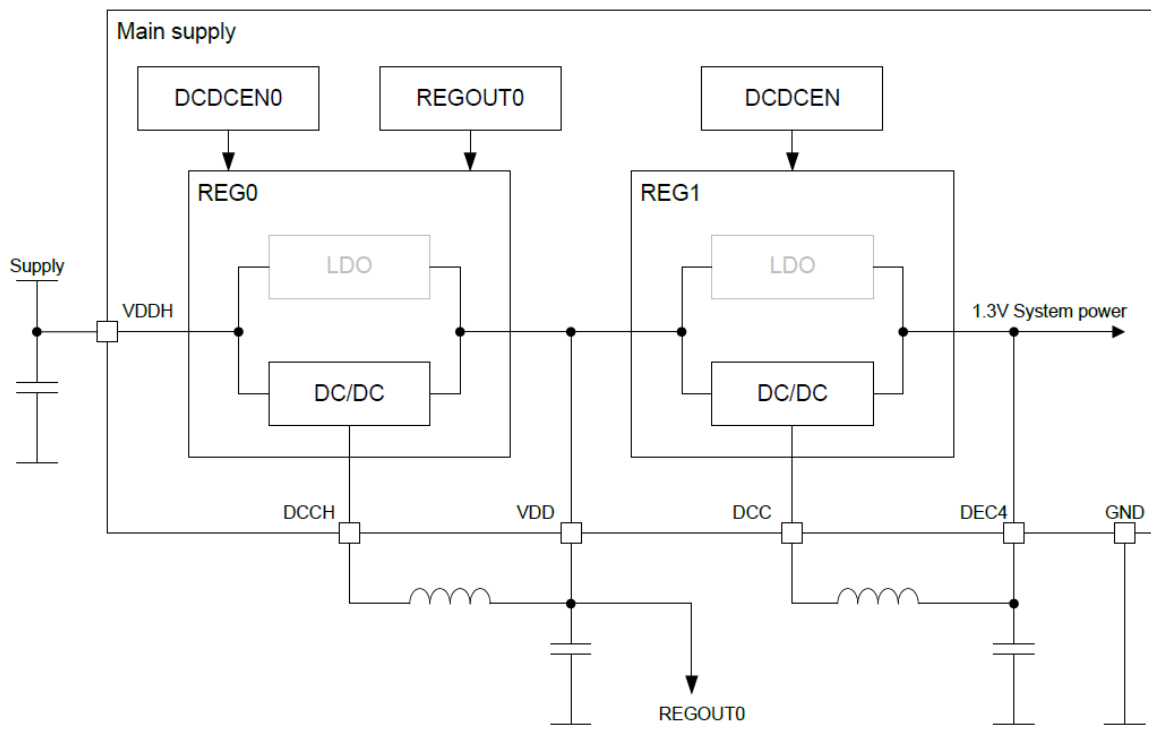 Main supply
DCDCEN0
REGOUT0
DCDCEN
REG0
REG1
LDO
LDO
Supply
VDDH
1.3V System power
DC/DC
DC/DC
DCCH
VDD
DCC
DEC4
GND
REGOUT0